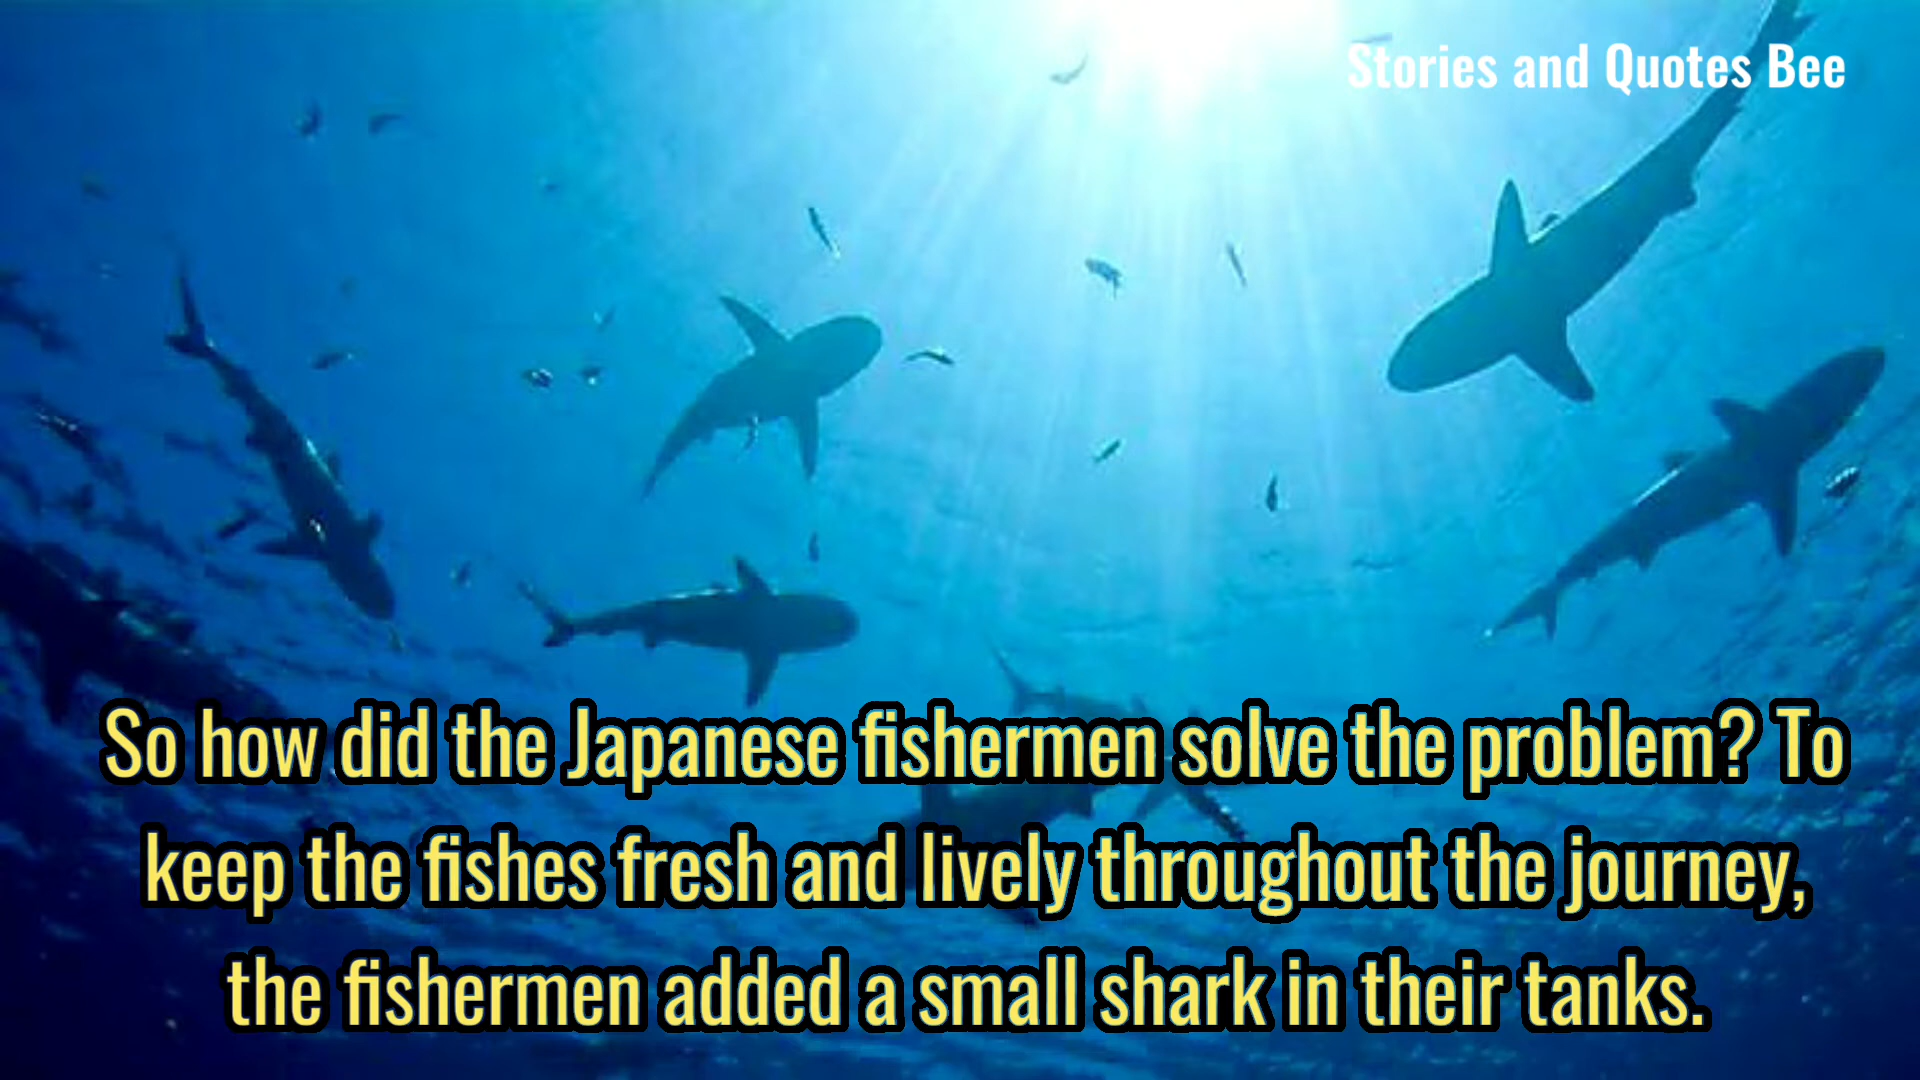 Stories and Quotes Bee
So how did the Japanese fishermen solve the problem? To
keep the fishes fresh and lively throughout the journey,
the fishermen added a small shark in their tanks.